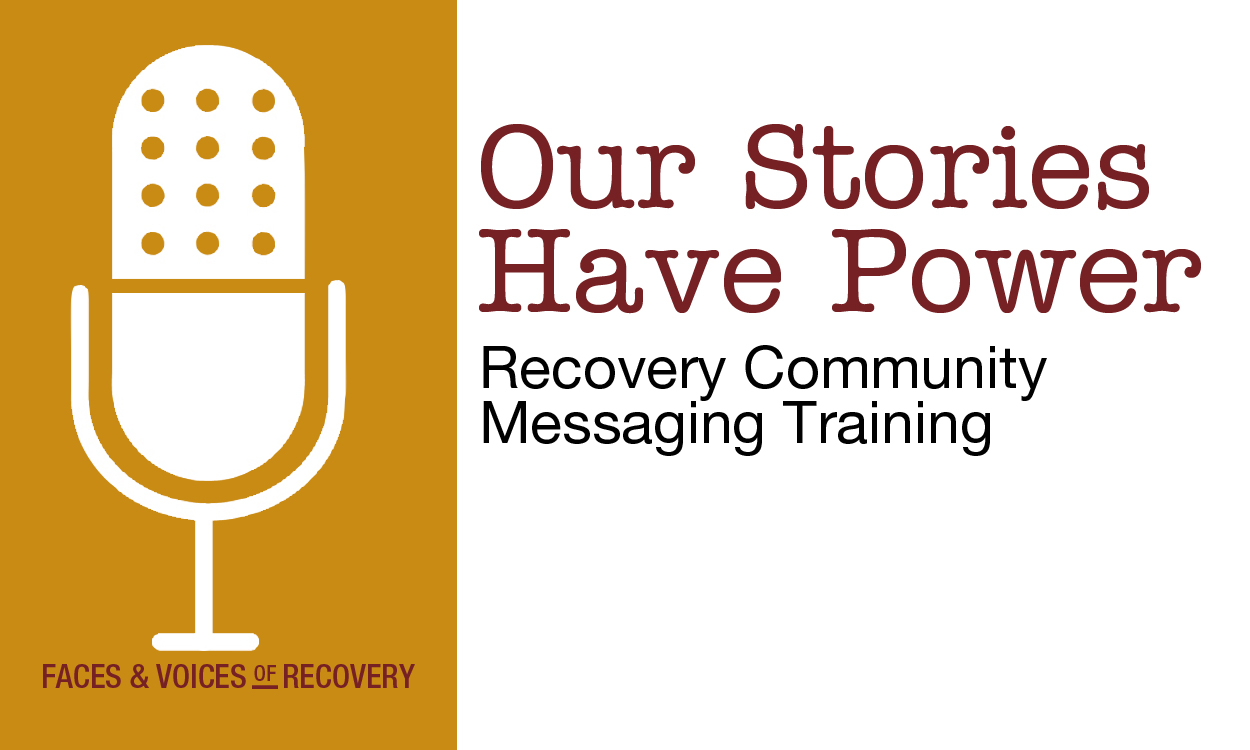 Our Stories
Have Power
Recovery Community
Messaging Training
FACES & VOICES OF RECOVERY